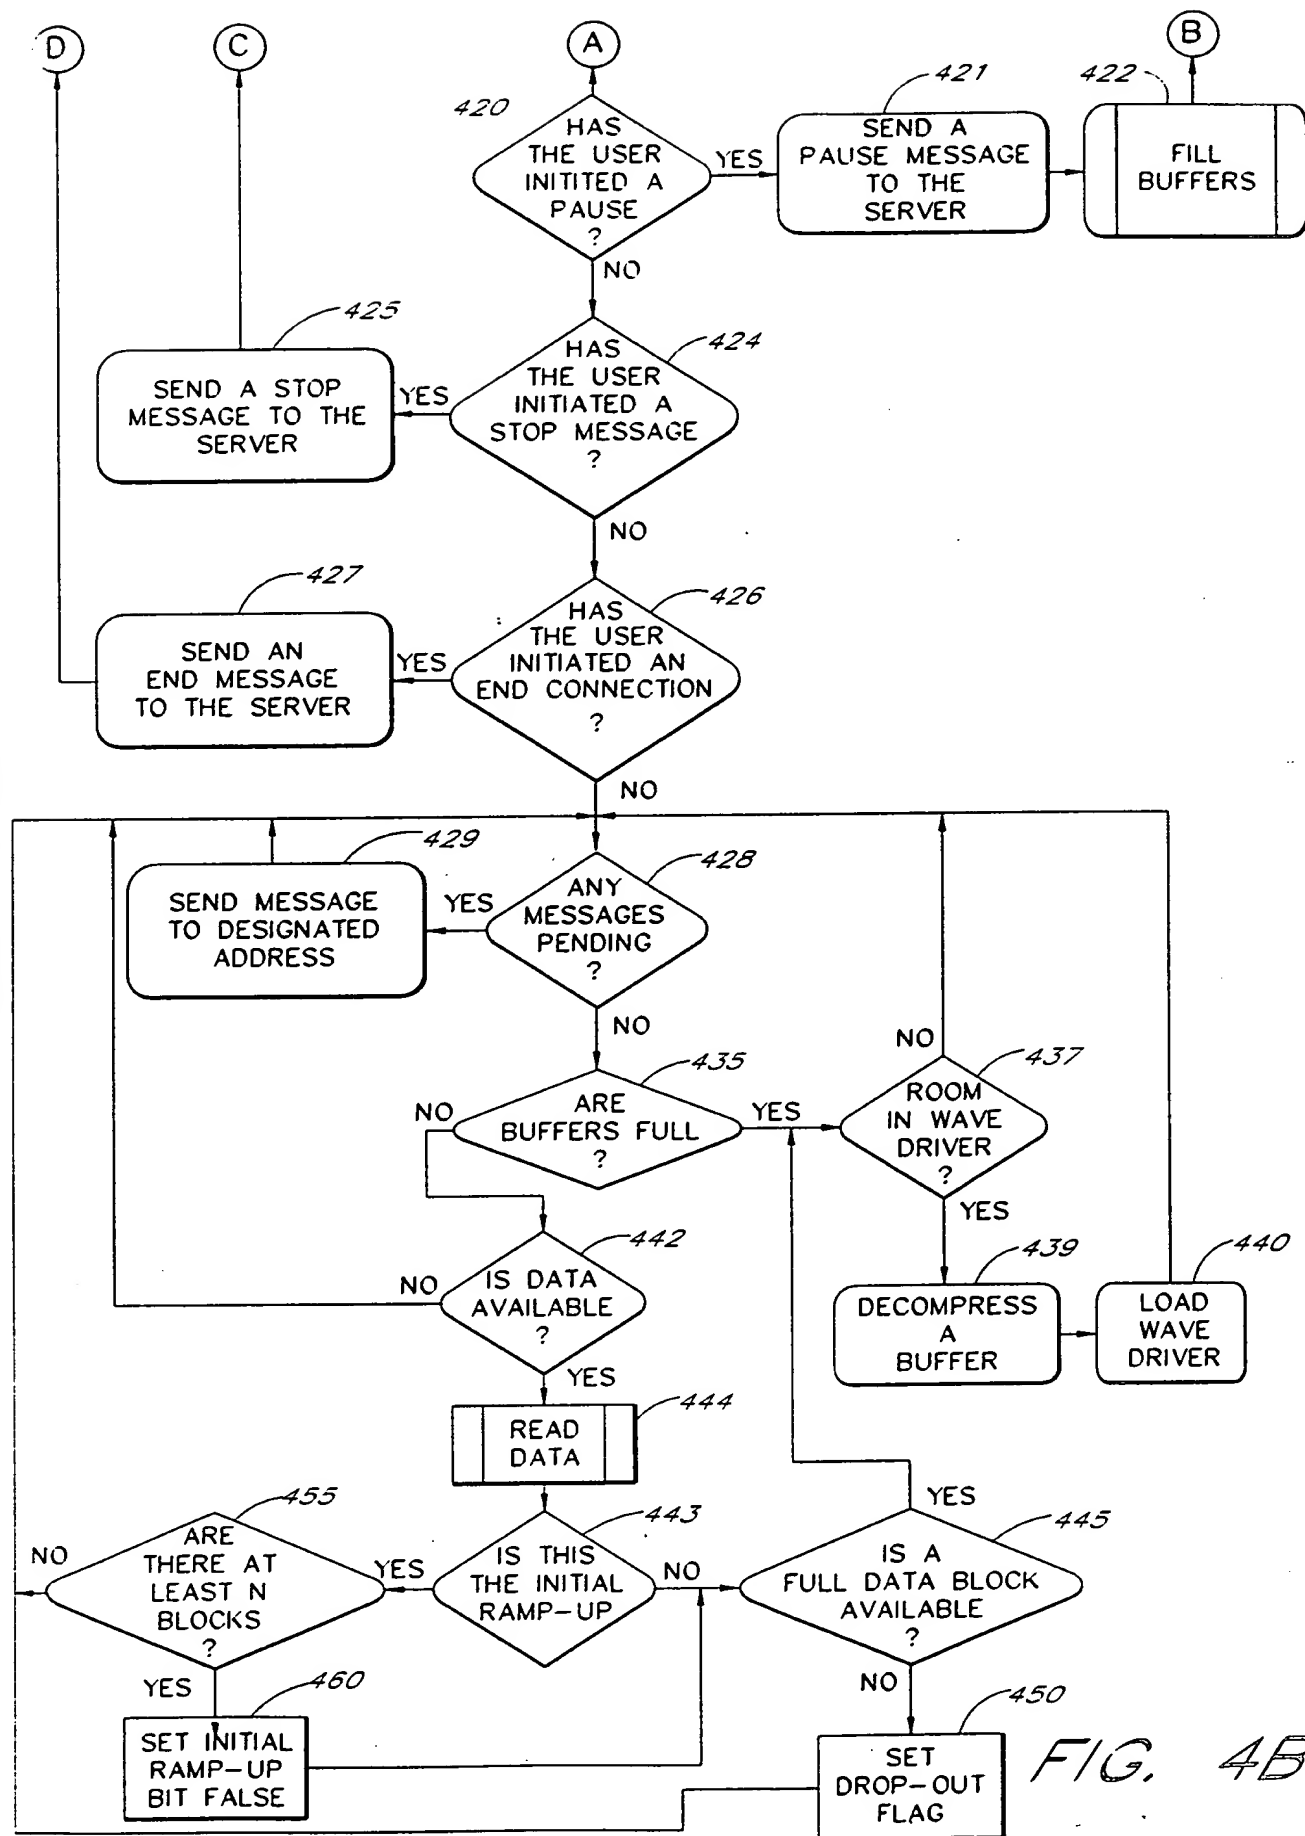 D
C
A
B
420
HAS
THE USER
INITITED A
PAUSE
?
YES
421
SEND A
PAUSE MESSAGE
TO THE
SERVER
422
FILL
BUFFERS
NO
425
SEND A STOP
MESSAGE TO THE
SERVER
YES
424
HAS
THE USER
INITIATED A
STOP MESSAGE
?
NO
427
SEND AN
END MESSAGE
TO THE SERVER
YES
426
HAS
THE USER
INITIATED AN
END CONNECTION
?
NO
429
SEND MESSAGE
TO DESIGNATED
ADDRESS
YES
428
ANY
MESSAGES
PENDING
?
NO
435
NO
ARE
BUFFERS FULL
?
YES
NO
437
ROOM
IN WAVE
DRIVER
?
YES
442
NO
IS DATA
AVAILABLE
?
YES
439
DECOMPRESS
A
BUFFER
440
LOAD
WAVE
DRIVER
444
READ
DATA
455
NO
ARE
THERE AT
LEAST N
BLOCKS
?
YES
YES
443
IS THIS
THE INITIAL
RAMP-UP
NO
YES
445
IS A
FULL DATA BLOCK
AVAILABLE
?
NO
460
SET INITIAL
RAMP-UP
BIT FALSE
450
SET
DROP-OUT
FLAG
FIG. 4B